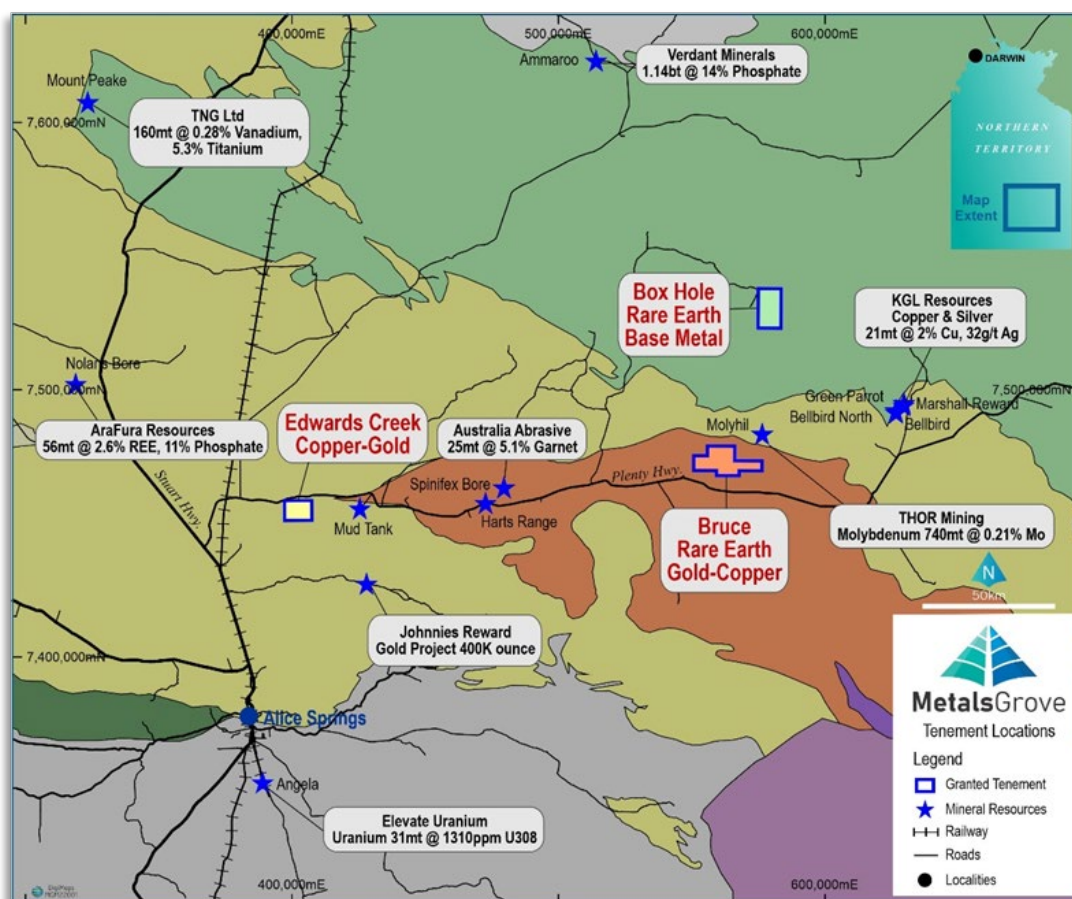 400,000mE
500,000mE
600,000mE
Ammaroo
Verdant Minerals
1.14bt @ 14% Phosphate
DARWIN
NORTHERN
TERRITORY
Map
Extent
Mount Peake
TNG Ltd
160mt @ 0.28% Vanadium,
5.3% Titanium
7,600,000mN
Box Hole
Rare Earth
Base Metal
KGL Resources
Copper & Silver
21mt @ 2% Cu, 32g/t Ag
Nolans Bore
7,500,000mN
7,500,000mN
Green Parrot
Marshall Reward
Bellbird North
Bellbird
AraFura Resources
56mt @ 2.6% REE, 11% Phosphate
Edwards Creek
Copper-Gold
Australia Abrasive
25mt @ 5.1% Garnet
Molyhil
Stuart Hwy.
Spinifex Bore
Plenty Hwy.
Mud Tank
Harts Range
Bruce
Rare Earth
Gold-Copper
THOR Mining
Molybdenum 740mt @ 0.21% Mo
N
50km
Johnnies Reward
Gold Project 400K ounce
7,400,000mN
Alice Springs
Angela
Elevate Uranium
Uranium 31mt @ 1310ppm U308
MetalsGrove
Tenement Locations
Legend
Granted Tenement
Mineral Resources
Railway
Roads
Localities
400,000mE
600,000mE